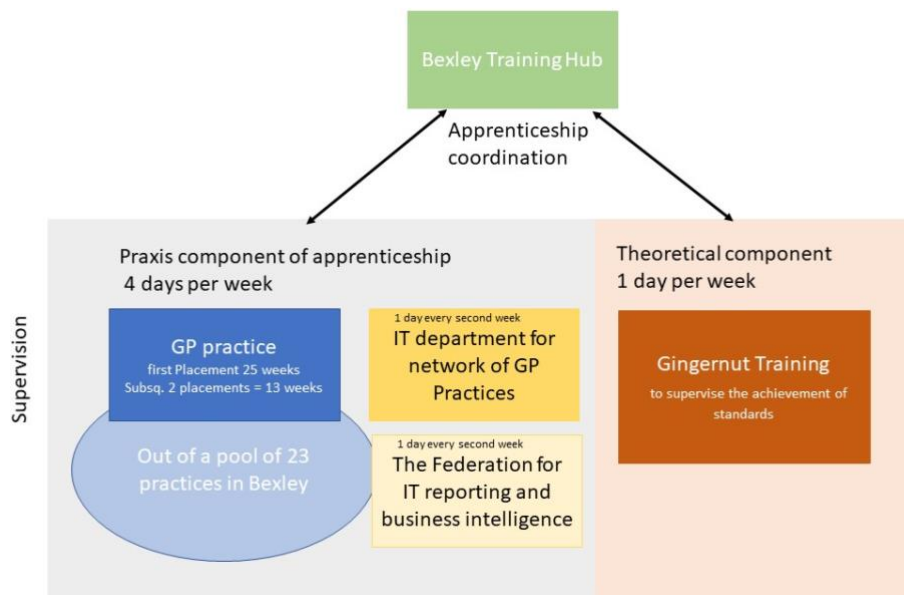 Bexley Training Hub
Apprenticeship
coordination
Supervision
Praxis component of apprenticeship
4 days per week
GP practice
first Placement 25 weeks
Subsq. 2 placements = 13 weeks
Out of a pool of 23
practices in Bexley
1 day every second week
IT department for
network of GP
Practices
1 day every second week
The Federation for
IT reporting and
business intelligence
Theoretical component
1 day per week
Gingernut Training
to supervise the achievement of
standards